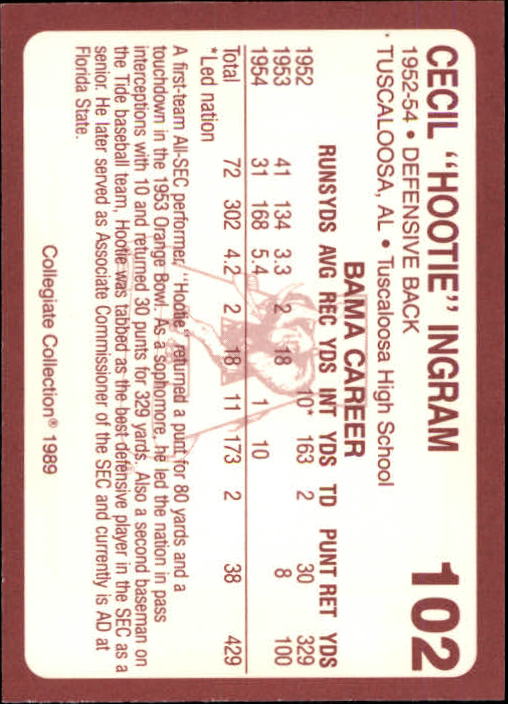 CECIL "HOOTIE" INGRAM 102
1952-54 • DEFENSIVE BACK
TUSCALOOSA, AL • Tuscaloosa High School
BAMA CAREER
RUNS YDS AVG REC YDS INT YDS TD PUNT RET YDS
1952 10* 163 2 30 329
1953 41 134 3.3 2 18 8 100
1954 31 168 5.4 1 10
Total 72 302 4.2 2 18 11 173 2 38 429
*Led nation
A first-team All-SEC performer, "Hootie" returned a punt for 80 yards and a
touchdown in the 1953 Orange Bowl. As a sophomore, he led the nation in pass
interceptions with 10 and returned 30 punts for 329 yards. Also a second baseman on
the Tide baseball team, Hootie was tabbed as the best defensive player in the SEC as a
senior. He later served as Associate Commissioner of the SEC and currently is AD at
Florida State.
Collegiate Collection® 1989